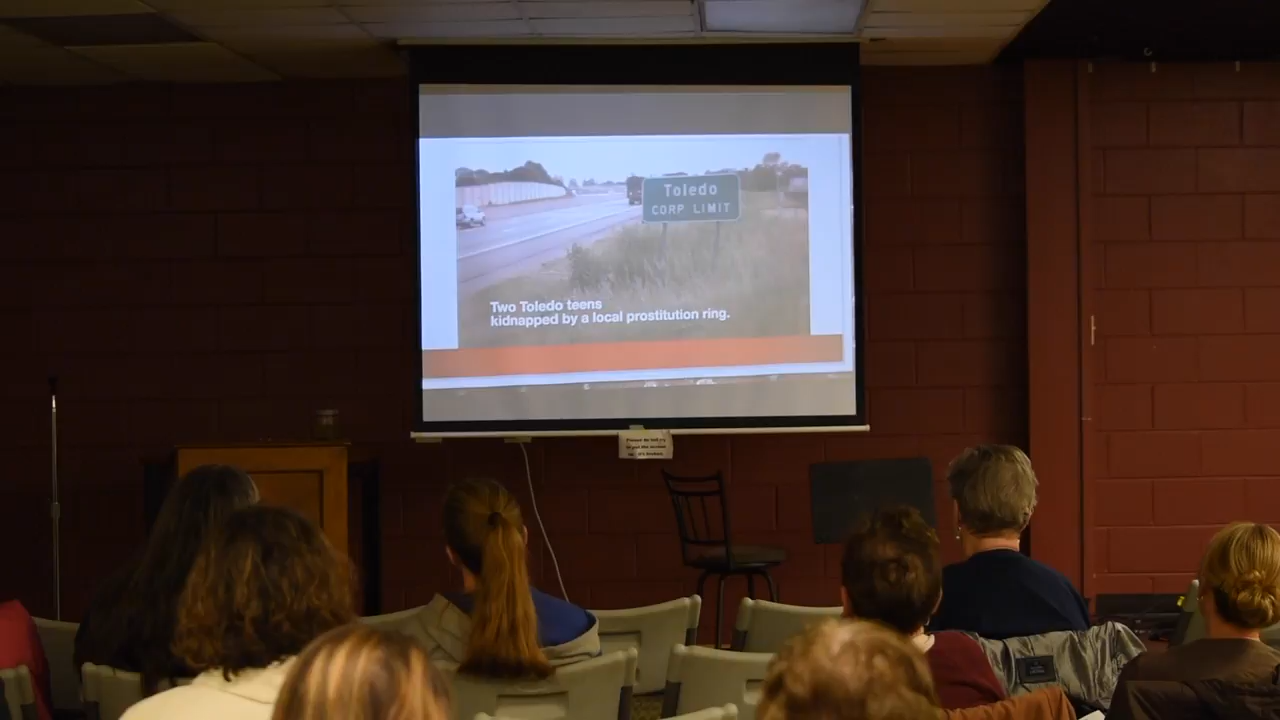 Toledo
CORP LIMIT
Two Toledo teens
kidnapped by a local prostitution ring.